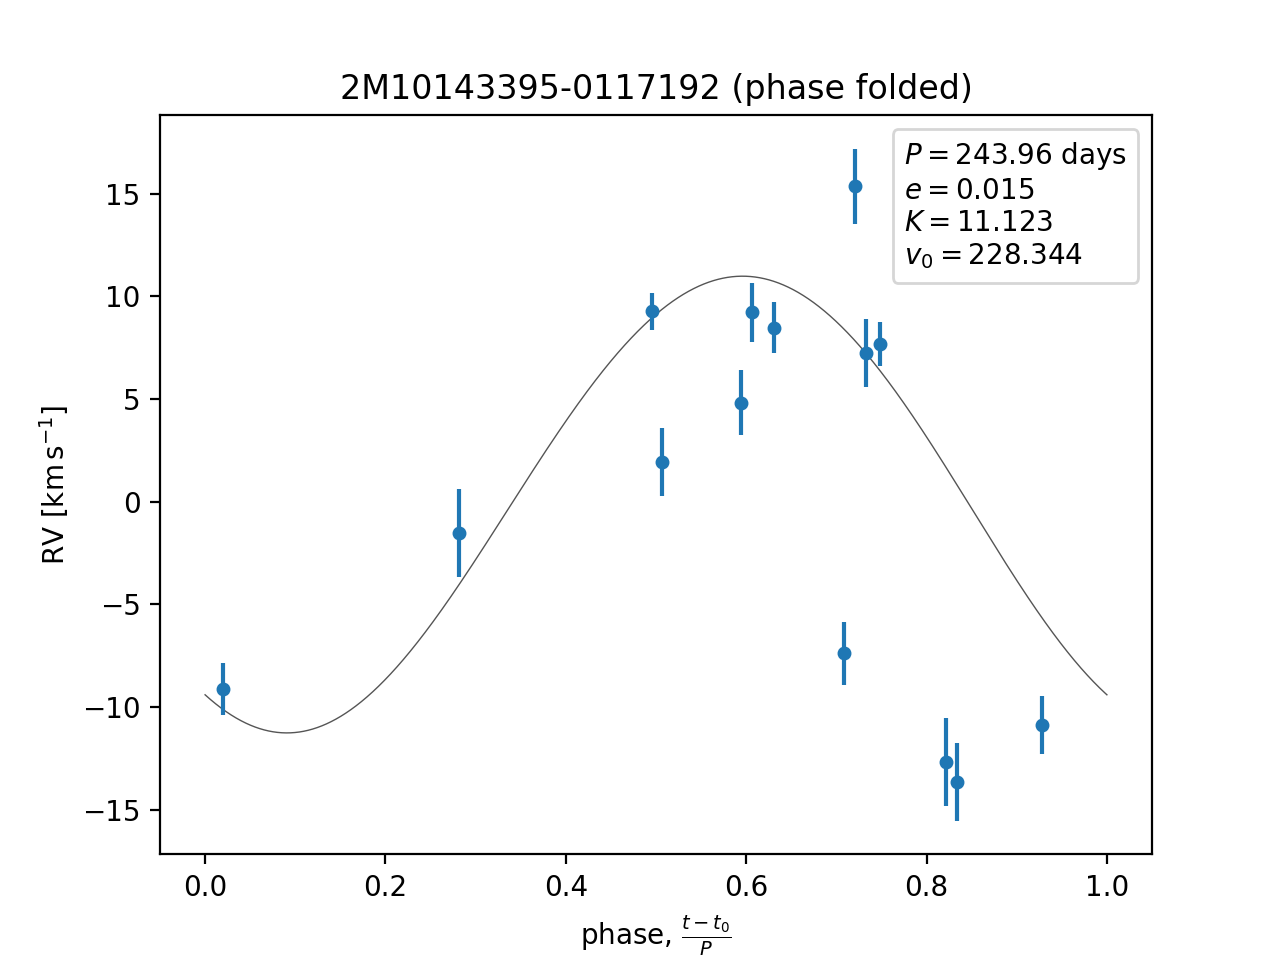 2M10143395-0117192 (phase folded)
P = 243.96 days
e = 0.015
K = 11.123
v₀ = 228.344
RV [km s⁻¹]
15
10
5
0
−5
−10
−15
0.0 0.2 0.4 0.6 0.8 1.0
phase, (t − t₀)/P